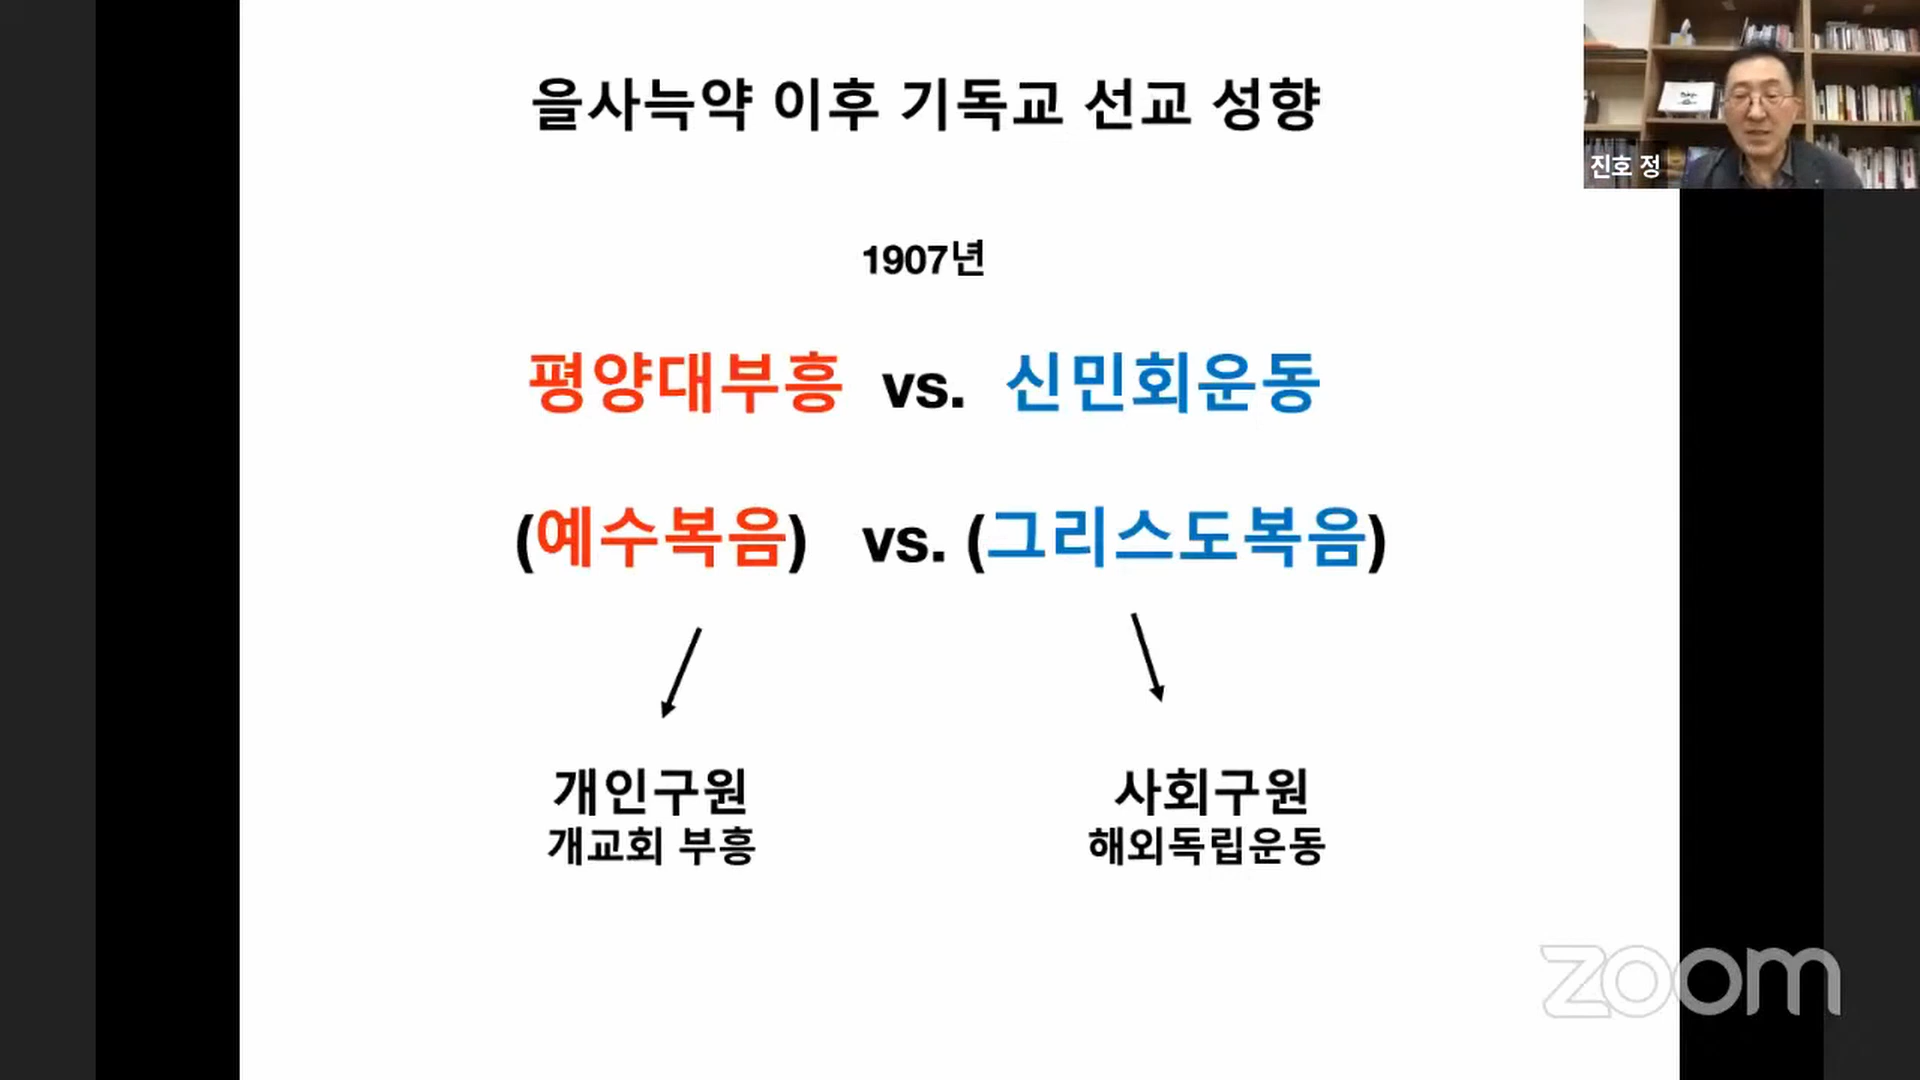 을사늑약 이후 기독교 선교 성향
진호 정
1907년
평양대부흥 vs. 신민회운동
(예수복음) vs. (그리스도복음)
개인구원 사회구원
개교회 부흥 해외독립운동
zoom